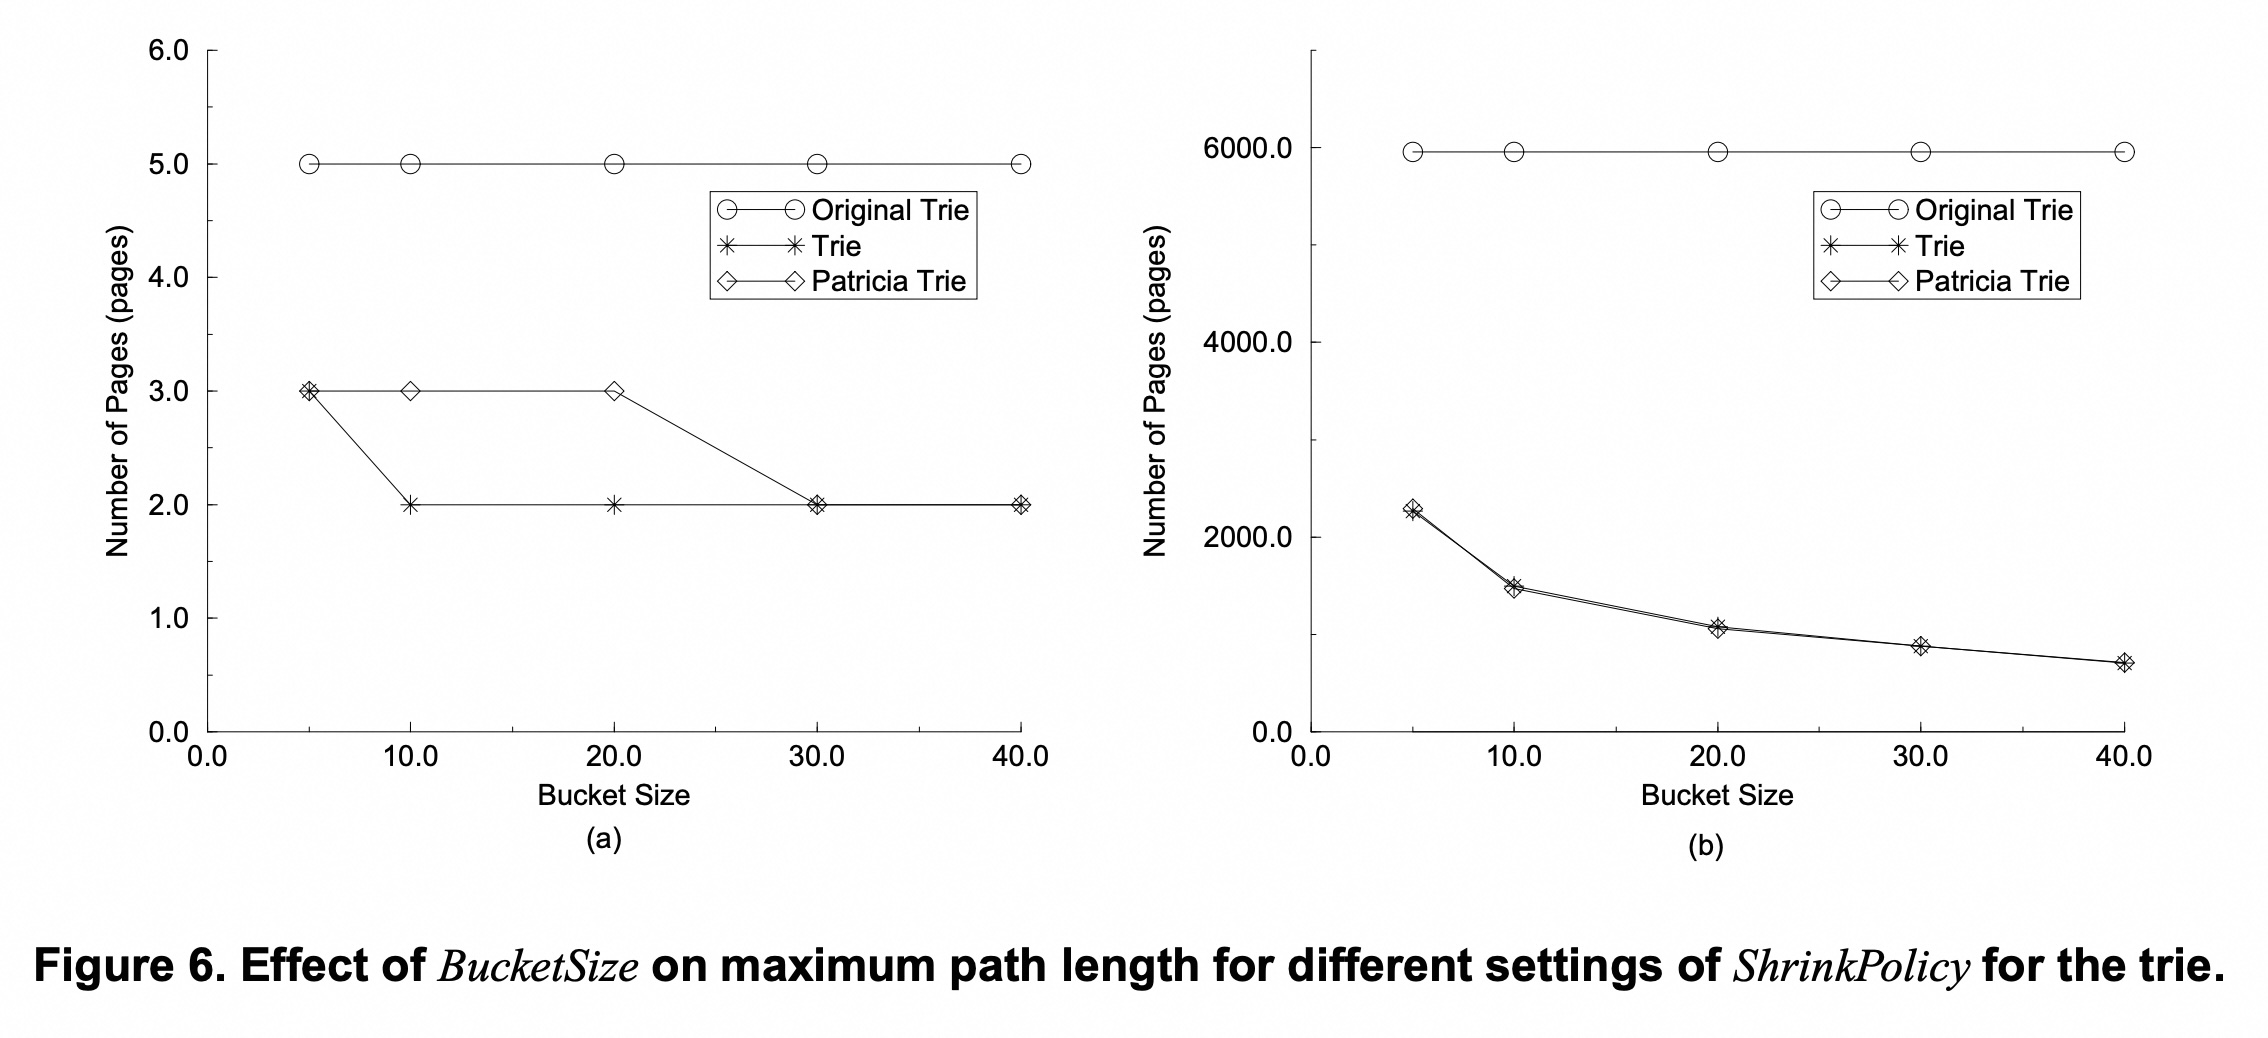 6.0
5.0
4.0
3.0
2.0
1.0
0.0
Number of Pages (pages)
Original Trie
Trie
Patricia Trie
0.0 10.0 20.0 30.0 40.0
Bucket Size
(a)
6000.0
4000.0
2000.0
0.0
Number of Pages (pages)
Original Trie
Trie
Patricia Trie
0.0 10.0 20.0 30.0 40.0
Bucket Size
(b)
Figure 6. Effect of BucketSize on maximum path length for different settings of ShrinkPolicy for the trie.